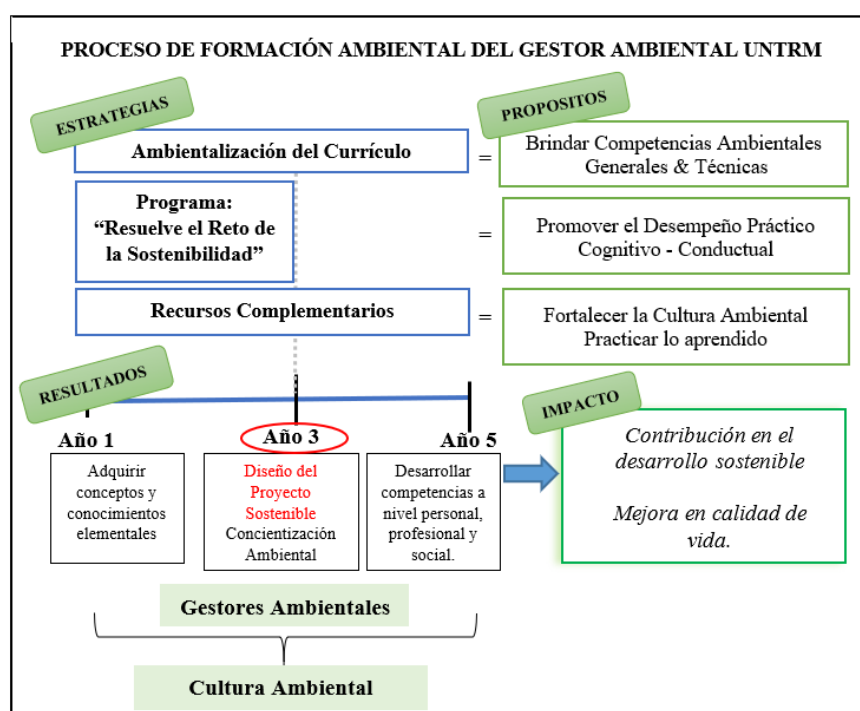 PROCESO DE FORMACIÓN AMBIENTAL DEL GESTOR AMBIENTAL UNTRM
ESTRATEGIAS
PROPOSITOS
Ambientalización del Currículo
=
Brindar Competencias Ambientales
Generales & Técnicas
Programa:
“Resuelve el Reto de
la Sostenibilidad”
=
Promover el Desempeño Práctico
Cognitivo - Conductual
Recursos Complementarios
=
Fortalecer la Cultura Ambiental
Practicar lo aprendido
RESULTADOS
Año 1
Año 3
Año 5
Adquirir
conceptos y
conocimientos
elementales
Diseño del
Proyecto
Sostenible
Concientización
Ambiental
Desarrollar
competencias a
nivel personal,
profesional y
social.
IMPACTO
Contribución en el
desarrollo sostenible
Mejora en calidad de
vida.
Gestores Ambientales
Cultura Ambiental